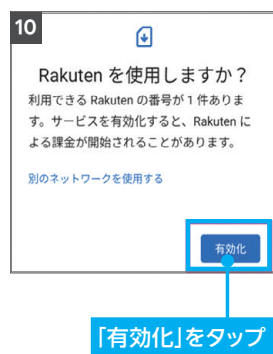 10
Rakuten を使用しますか？
利用できる Rakuten の番号が 1 件ありま
す。サービスを有効化すると、Rakuten に
よる課金が開始されることがあります。
別のネットワークを使用する
有効化
「有効化」をタップ